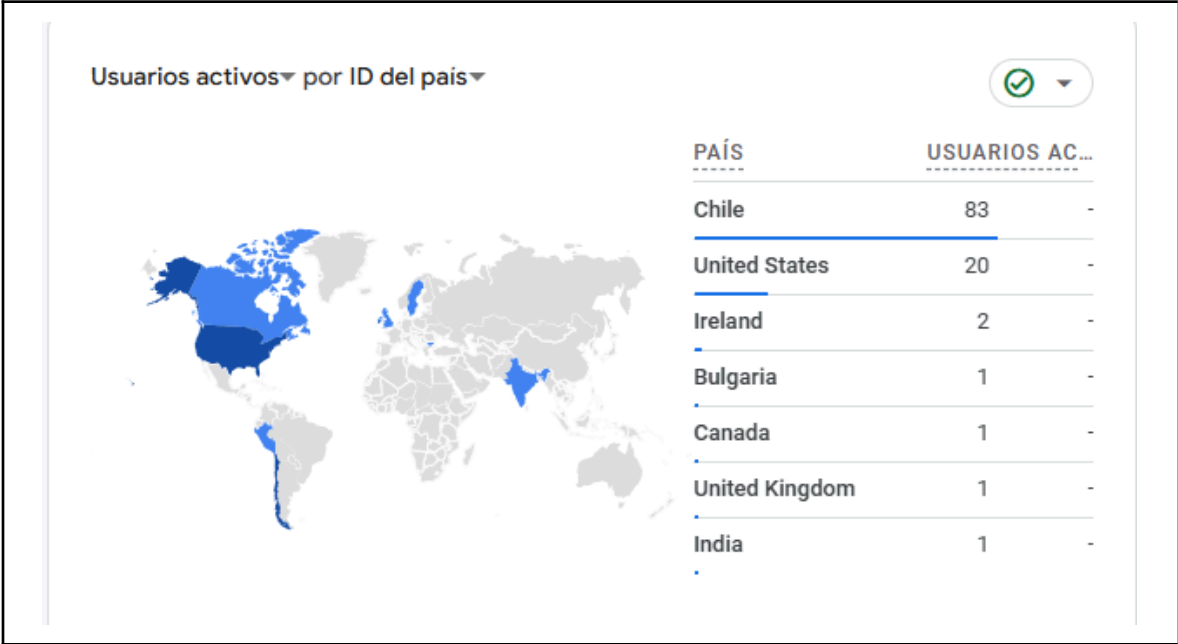 Usuarios activos por ID del país
PAÍS USUARIOS AC...
Chile 83 -
United States 20 -
Ireland 2 -
Bulgaria 1 -
Canada 1 -
United Kingdom 1 -
India 1 -